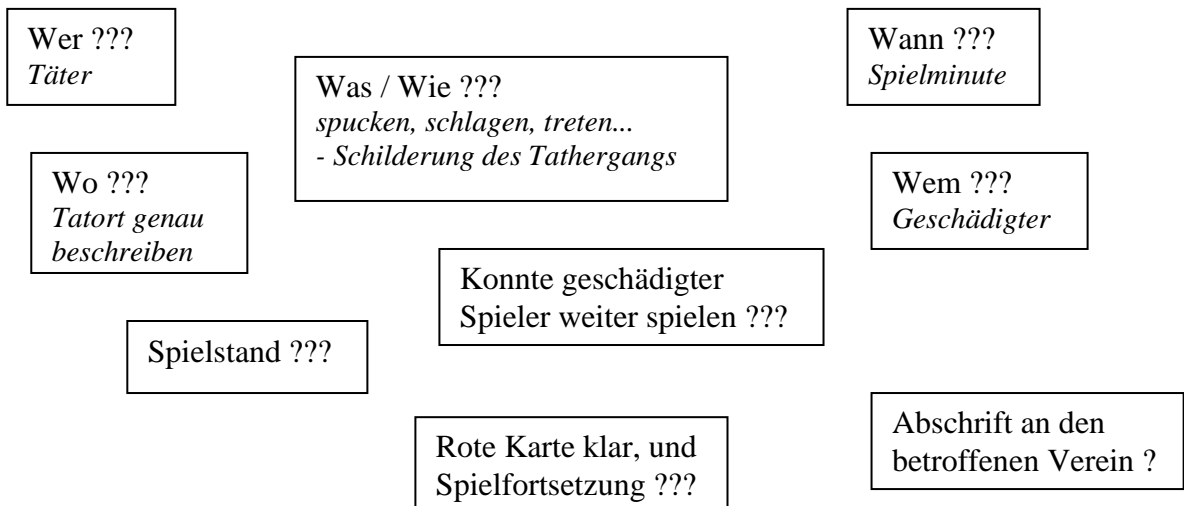 Wer ???
Täter
Was / Wie ???
spucken, schlagen, treten...
- Schilderung des Tathergangs
Wann ???
Spielminute
Wo ???
Tatort genau
beschreiben
Wem ???
Geschädigter
Konnte geschädigter
Spieler weiter spielen ???
Spielstand ???
Rote Karte klar, und
Spielfortsetzung ???
Abschrift an den
betroffenen Verein ?